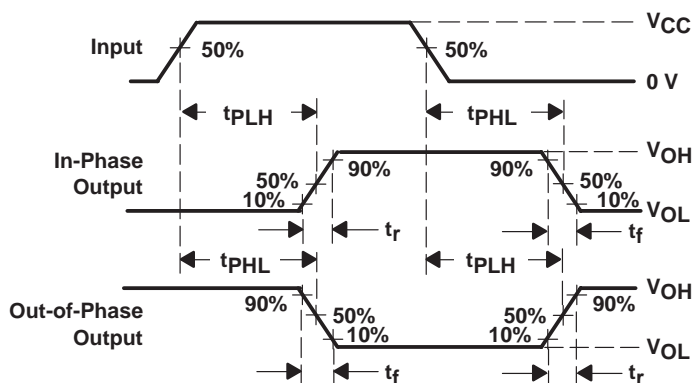 VCC
Input
50%
50%
0 V
tPLH
tPHL
In-Phase
Output
VOH
90%
90%
50%
50%
10%
10%
VOL
tr
tf
tPHL
tPLH
Out-of-Phase
Output
VOH
90%
90%
50%
50%
10%
10%
VOL
tf
tr